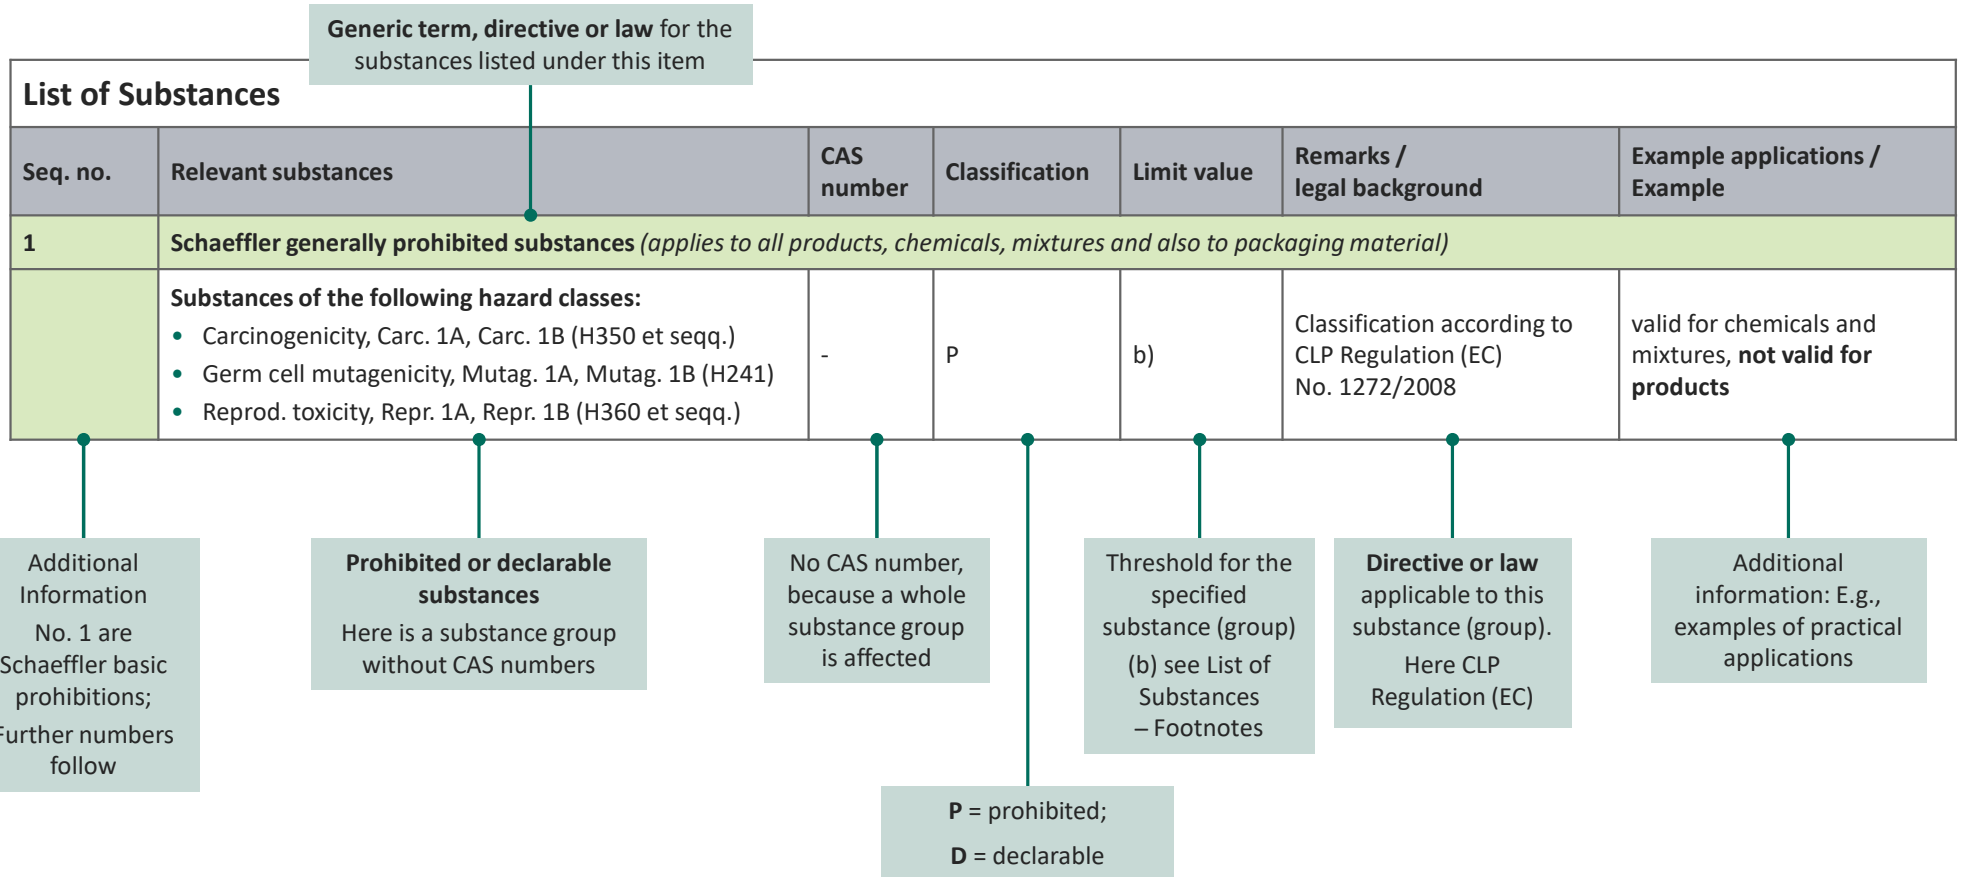 Generic term, directive or law for the
substances listed under this item
List of Substances
Seq. no.
Relevant substances
CAS
number
Classification
Limit value
Remarks /
legal background
Example applications /
Example
1
Schaeffler generally prohibited substances (applies to all products, chemicals, mixtures and also to packaging material)
Substances of the following hazard classes:
• Carcinogenicity, Carc. 1A, Carc. 1B (H350 et seqq.)
• Germ cell mutagenicity, Mutag. 1A, Mutag. 1B (H241)
• Reprod. toxicity, Repr. 1A, Repr. 1B (H360 et seqq.)
-
P
b)
Classification according to
CLP Regulation (EC)
No. 1272/2008
valid for chemicals and
mixtures, not valid for
products
Additional
Information
No. 1 are
Schaeffler basic
prohibitions;
Further numbers
follow
Prohibited or declarable
substances
Here is a substance group
without CAS numbers
No CAS number,
because a whole
substance group
is affected
P = prohibited;
D = declarable
Threshold for the
specified
substance (group)
(b) see List of
Substances
– Footnotes
Directive or law
applicable to this
substance (group).
Here CLP
Regulation (EC)
Additional
information: E.g.,
examples of practical
applications